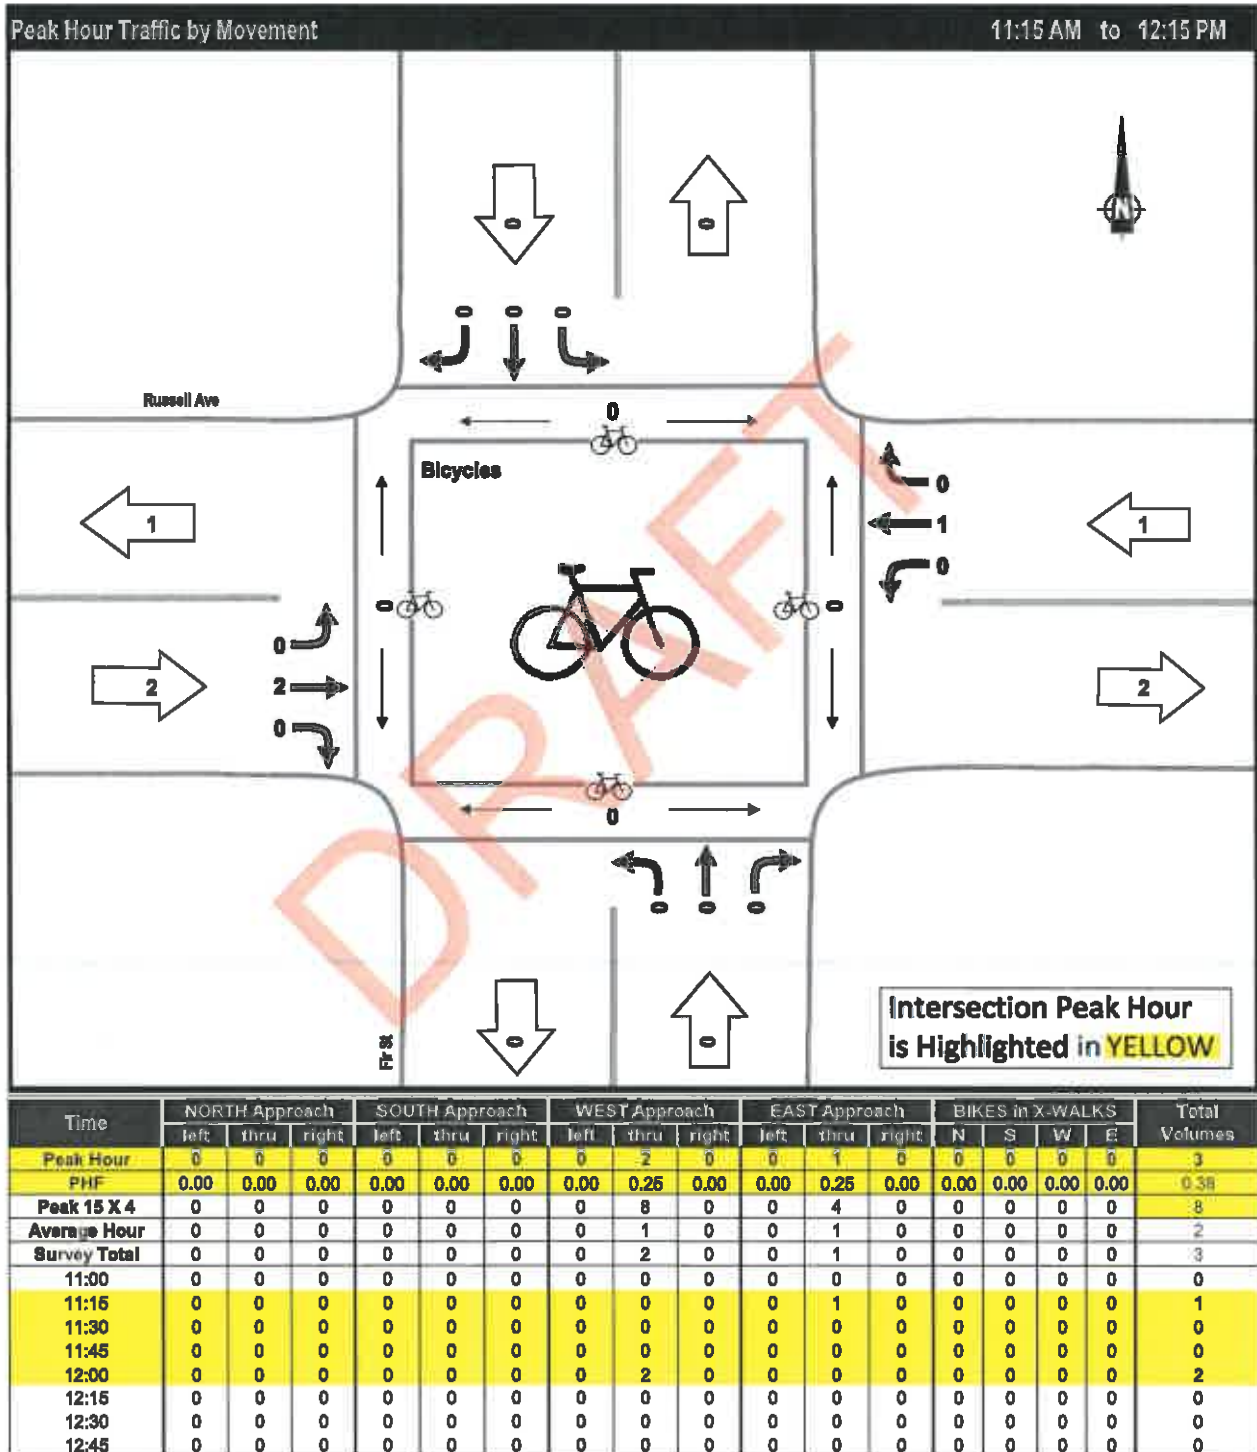 Peak Hour Traffic by Movement 11:15 AM to 12:15 PM
0 0
N
0 0 0
Russell Ave
0
Bicycles
0
1 1 1
0
0 0
0
2 2 2
0
0
0 0 0
DRAFT
Intersection Peak Hour
is Highlighted in YELLOW
Fir St
0 0
Time NORTH Approach SOUTH Approach WEST Approach EAST Approach BIKES in X-WALKS Total Volumes
left thru right left thru right left thru right left thru right N S W E
Peak Hour 0 0 0 0 0 0 0 2 0 0 1 0 0 0 0 0 3
PHF 0.00 0.00 0.00 0.00 0.00 0.00 0.00 0.25 0.00 0.00 0.25 0.00 0.00 0.00 0.00 0.00 0.38
Peak 15 X 4 0 0 0 0 0 0 0 8 0 0 4 0 0 0 0 0 8
Average Hour 0 0 0 0 0 0 0 1 0 0 1 0 0 0 0 0 2
Survey Total 0 0 0 0 0 0 0 2 0 0 1 0 0 0 0 0 3
11:00 0 0 0 0 0 0 0 0 0 0 0 0 0 0 0 0 0
11:15 0 0 0 0 0 0 0 0 0 0 1 0 0 0 0 0 1
11:30 0 0 0 0 0 0 0 0 0 0 0 0 0 0 0 0 0
11:45 0 0 0 0 0 0 0 0 0 0 0 0 0 0 0 0 0
12:00 0 0 0 0 0 0 0 2 0 0 0 0 0 0 0 0 2
12:15 0 0 0 0 0 0 0 0 0 0 0 0 0 0 0 0 0
12:30 0 0 0 0 0 0 0 0 0 0 0 0 0 0 0 0 0
12:45 0 0 0 0 0 0 0 0 0 0 0 0 0 0 0 0 0